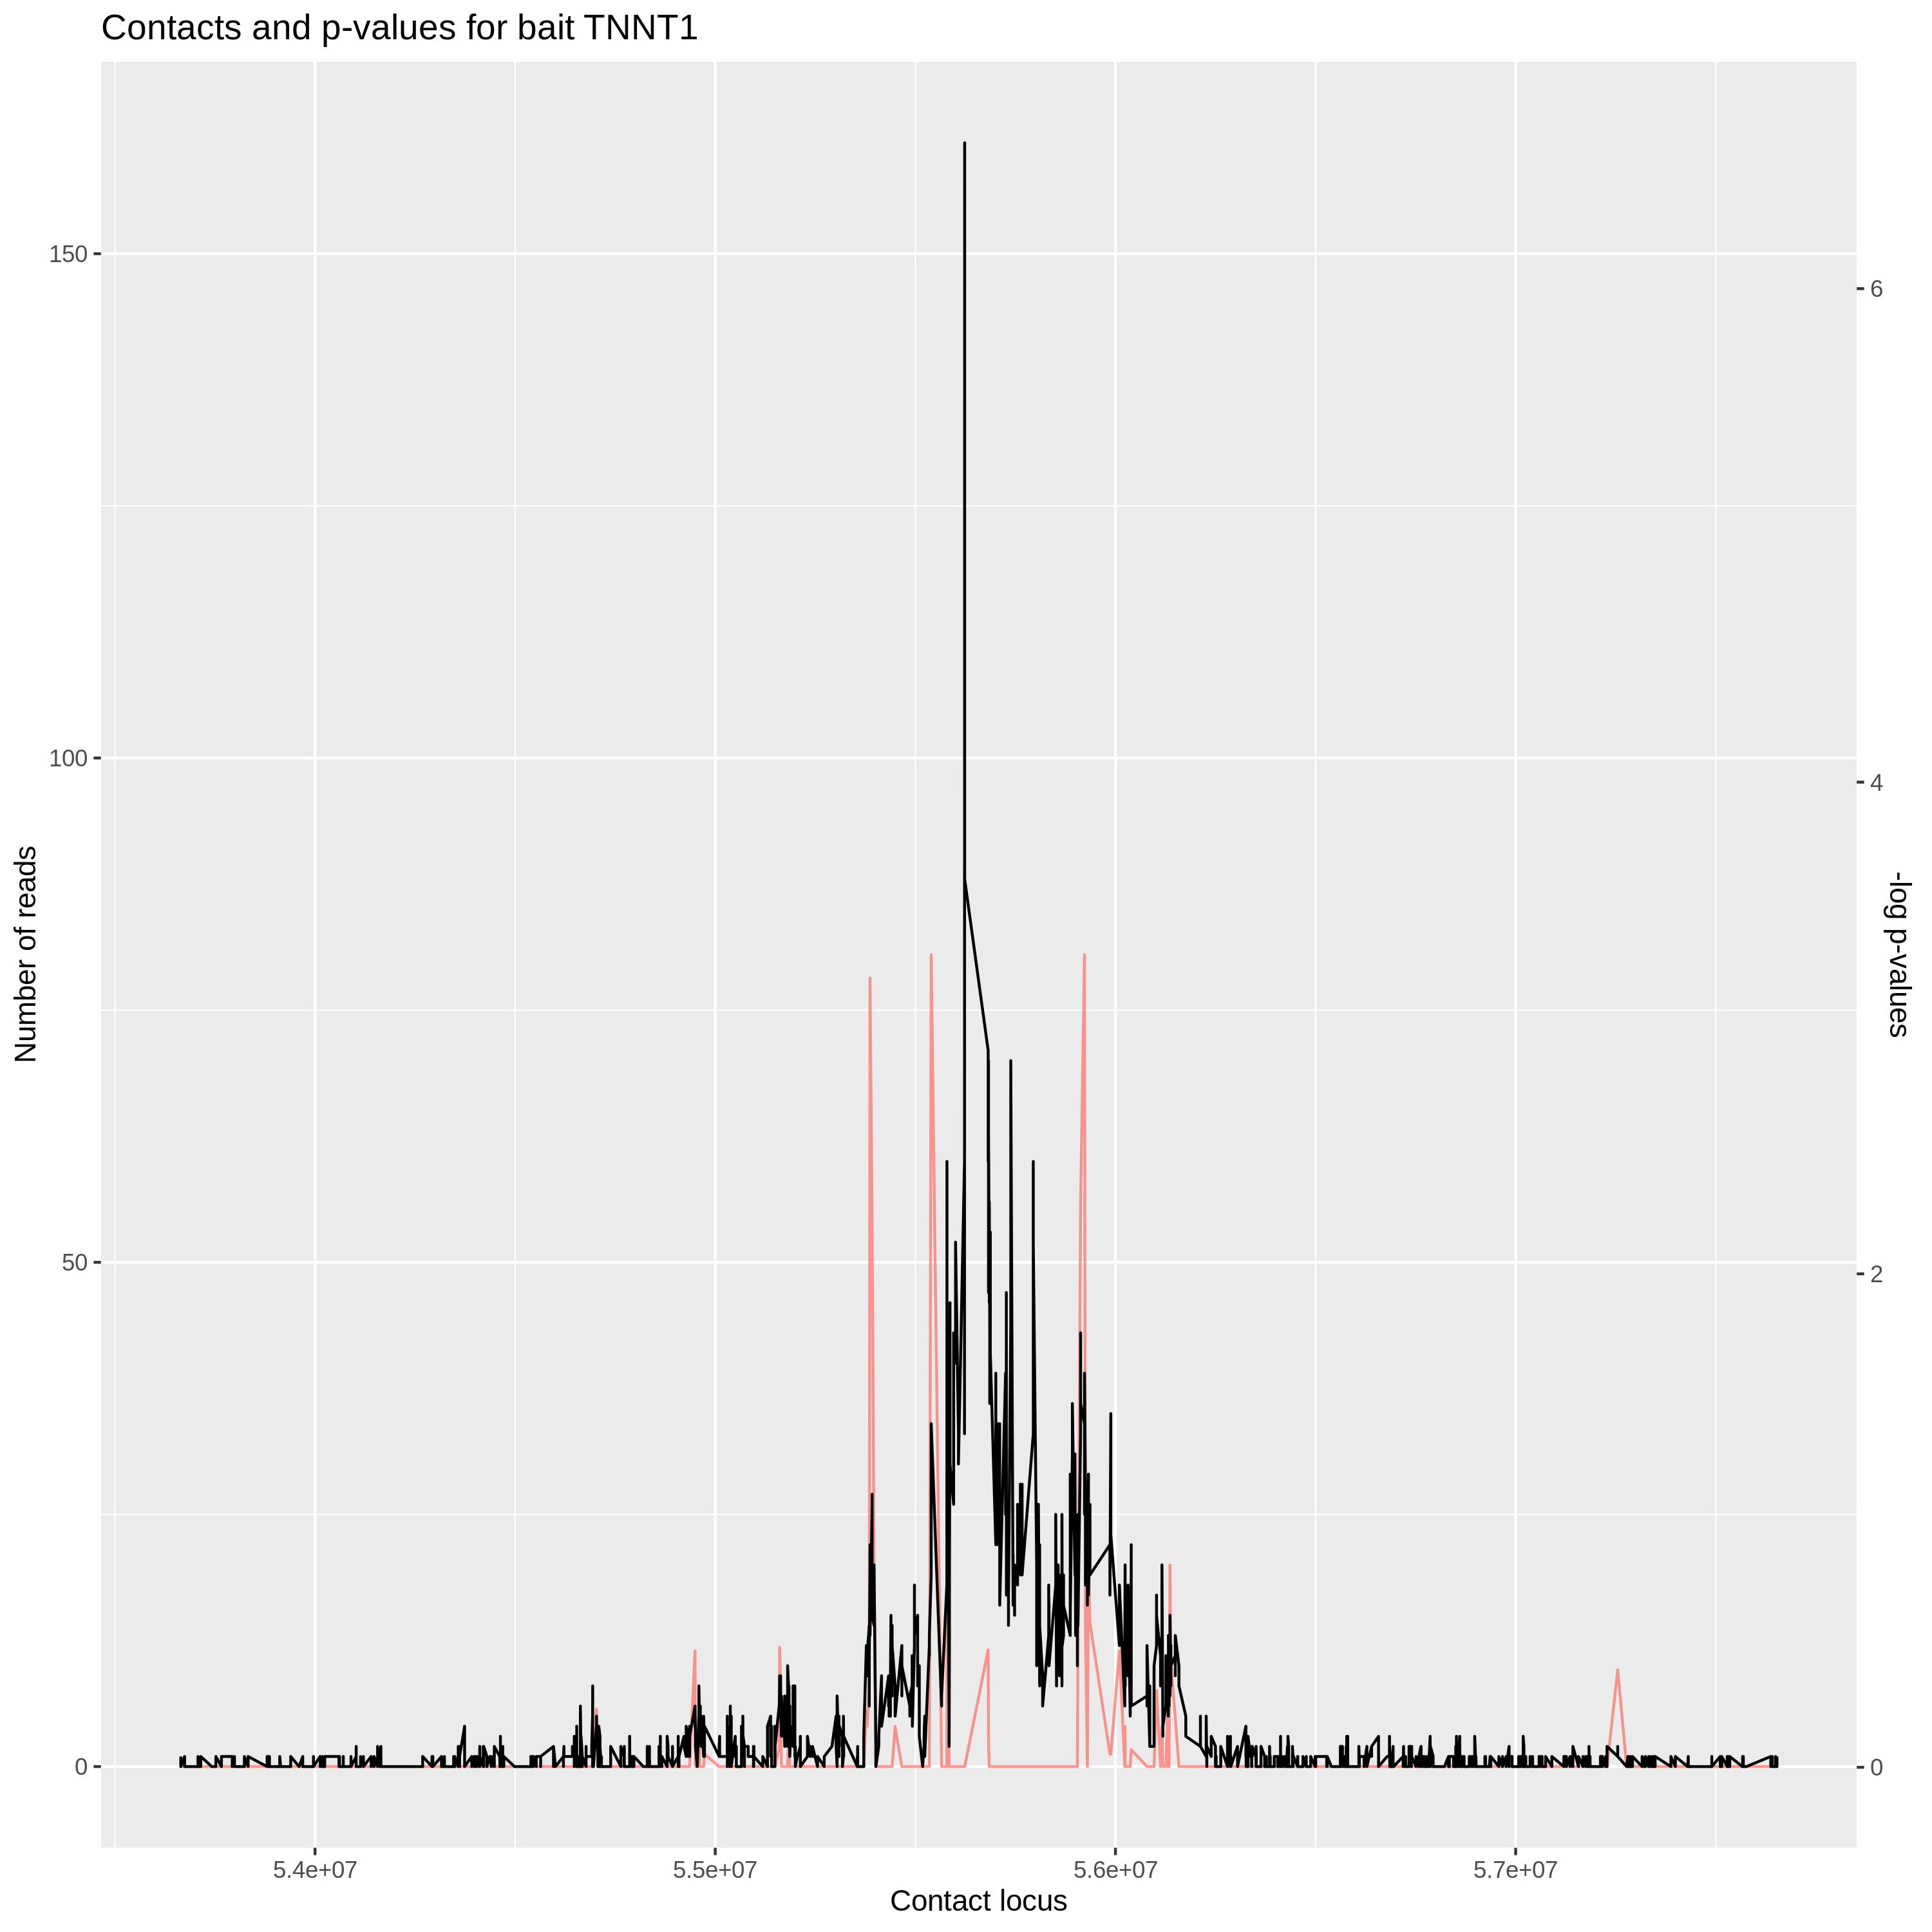 Contacts and p-values for bait TNNT1
150
100
50
0
Number of reads
6
4
2
0
-log p-values
5.4e+07 5.5e+07 5.6e+07 5.7e+07
Contact locus